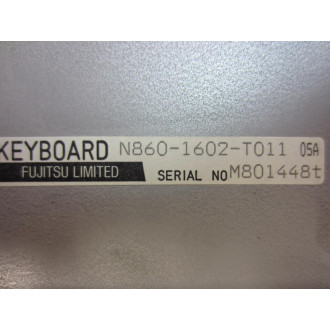 KEYBOARD N860-1602-T011 05A
FUJITSU LIMITED SERIAL NO M801448t